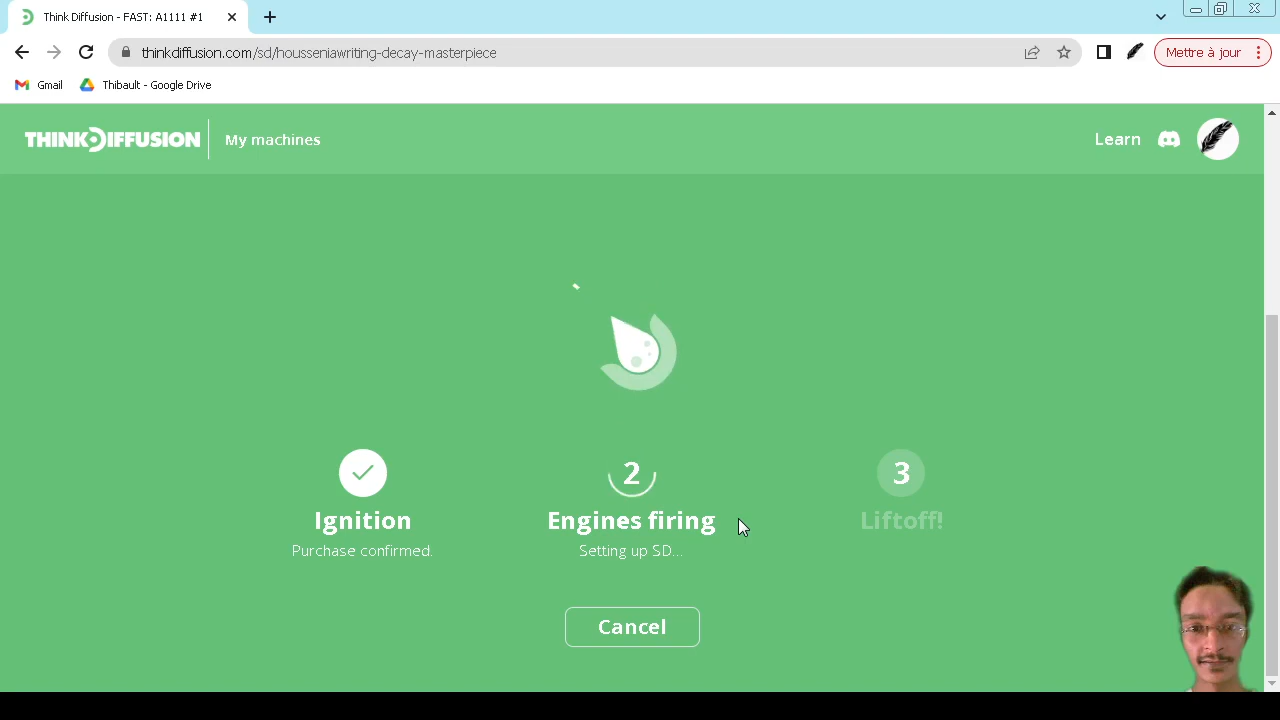 Think Diffusion - FAST: A1111 #1
thinkdiffusion.com/sd/housseniawriting-decay-masterpiec
Mettre à jour
Gmail
Thibault - Google Drive
THINKDIFFUSION
My machines
Learn
2
3
Ignition
Engines firing
Liftoff!
Purchase confirmed.
Setting up SD...
Cancel